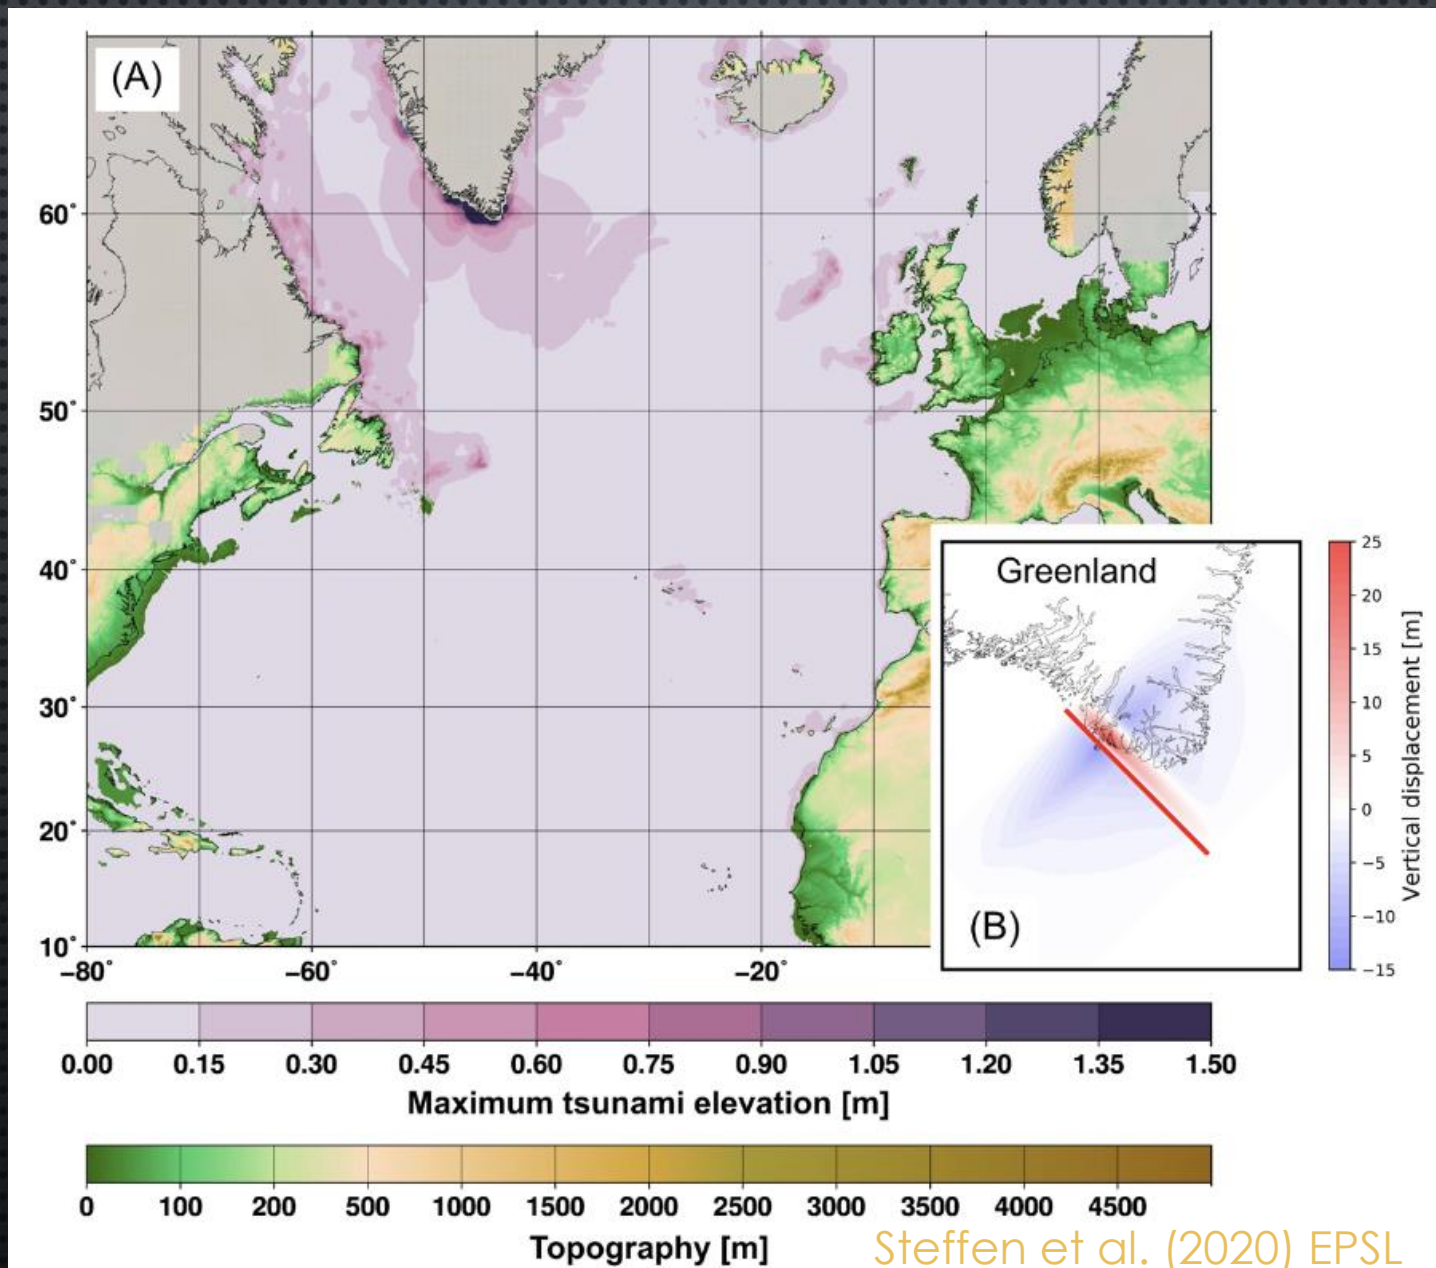 (A)
60°
50°
40°
30°
20°
10°
−80° −60° −40° −20°
Greenland
(B)
25
20
15
10
5
0
−5
−10
−15
Vertical displacement [m]
0.00 0.15 0.30 0.45 0.60 0.75 0.90 1.05 1.20 1.35 1.50
Maximum tsunami elevation [m]
0 100 200 500 1000 1500 2000 2500 3000 3500 4000 4500
Topography [m]
Steffen et al. (2020) EPSL